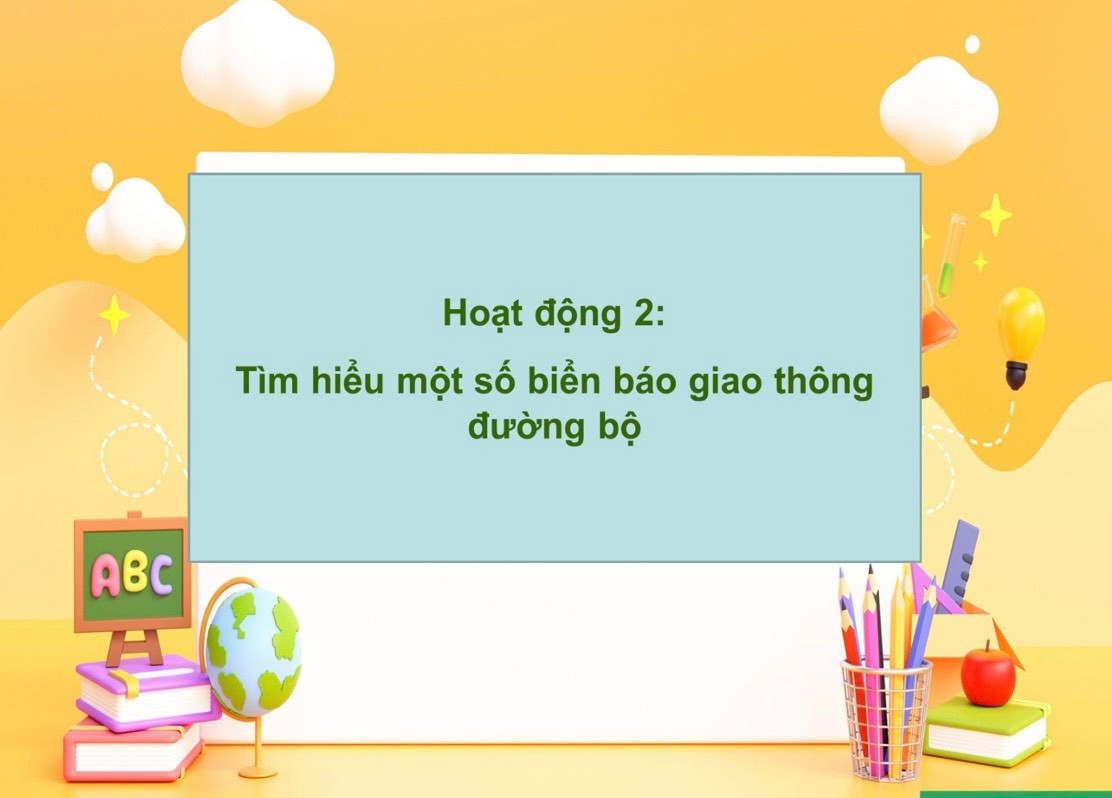 Hoạt động 2:
Tìm hiểu một số biển báo giao thông
đường bộ
ABC